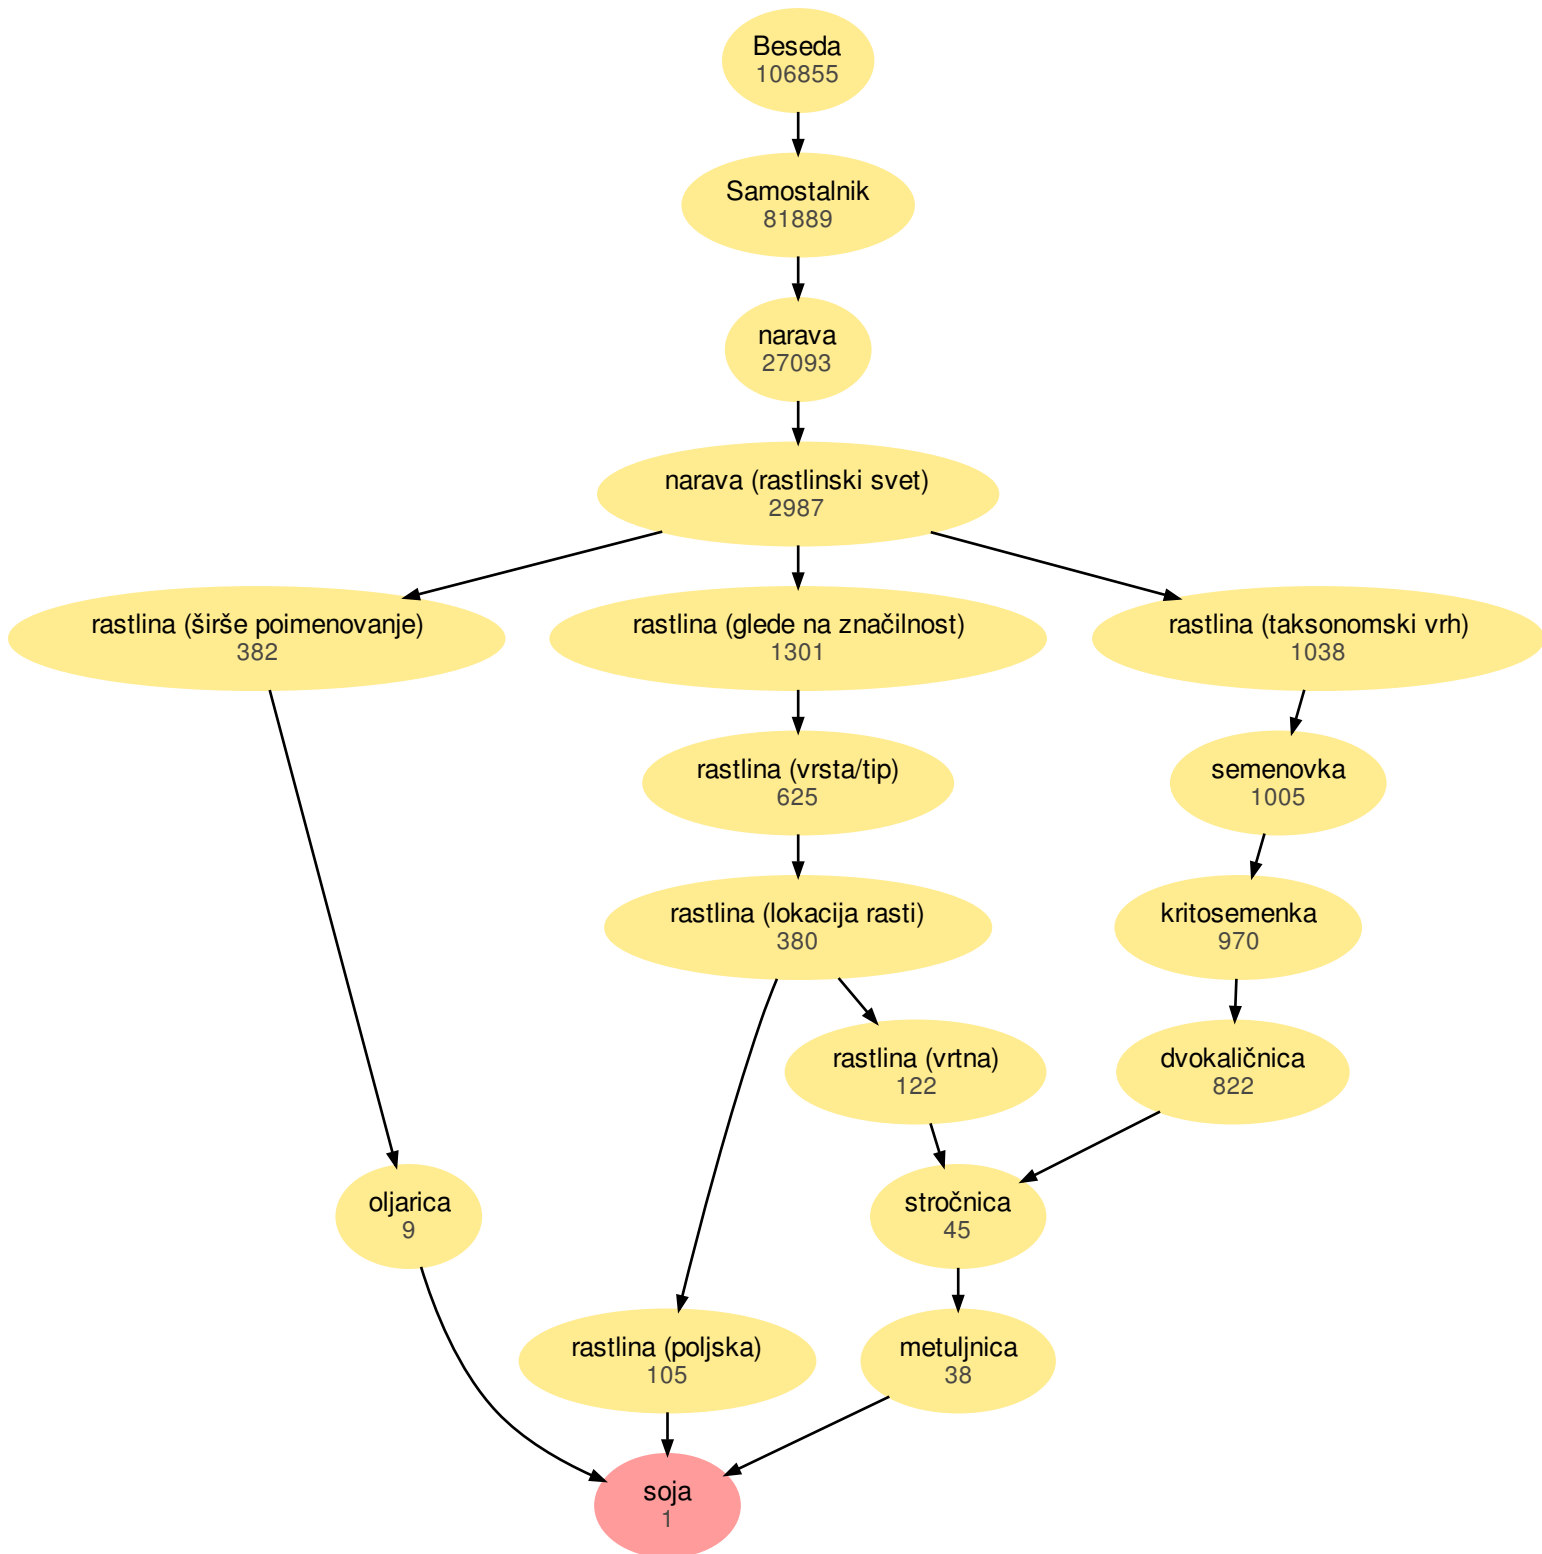 Beseda
106855
Samostalnik
81889
narava
27093
narava (rastlinski svet)
2987
rastlina (širše poimenovanje)
382
rastlina (glede na značilnost)
1301
rastlina (taksonomski vrh)
1038
rastlina (vrsta/tip)
625
semenovka
1005
rastlina (lokacija rasti)
380
kritosemenka
970
rastlina (vrtna)
122
dvokaličnica
822
oljarica
9
stročnica
45
rastlina (poljska)
105
metuljnica
38
soja
1